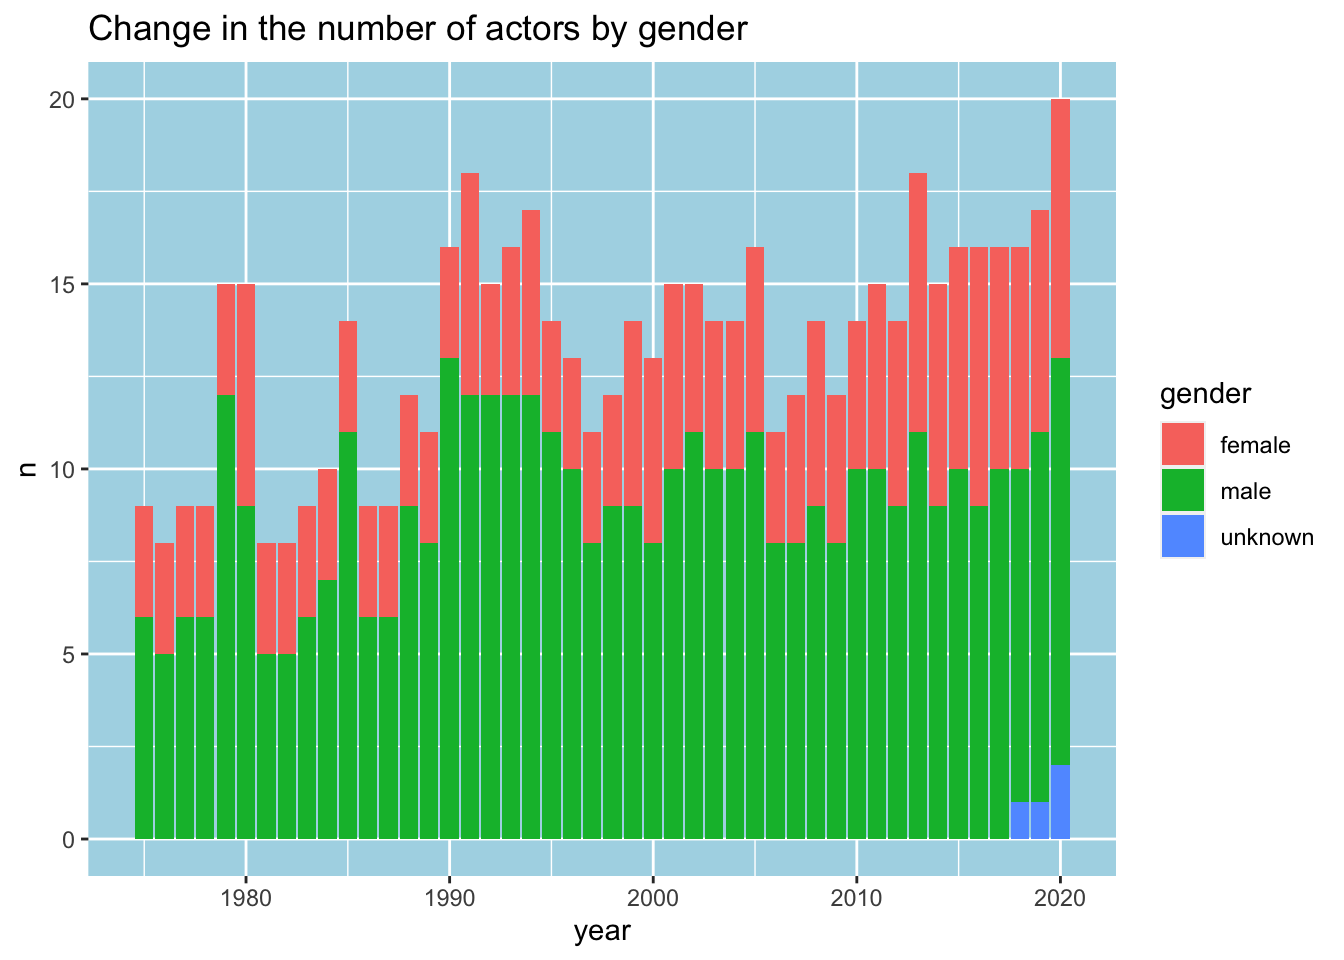 Change in the number of actors by gender
20
15
10
5
0
n
1980 1990 2000 2010 2020
year
gender
female
male
unknown